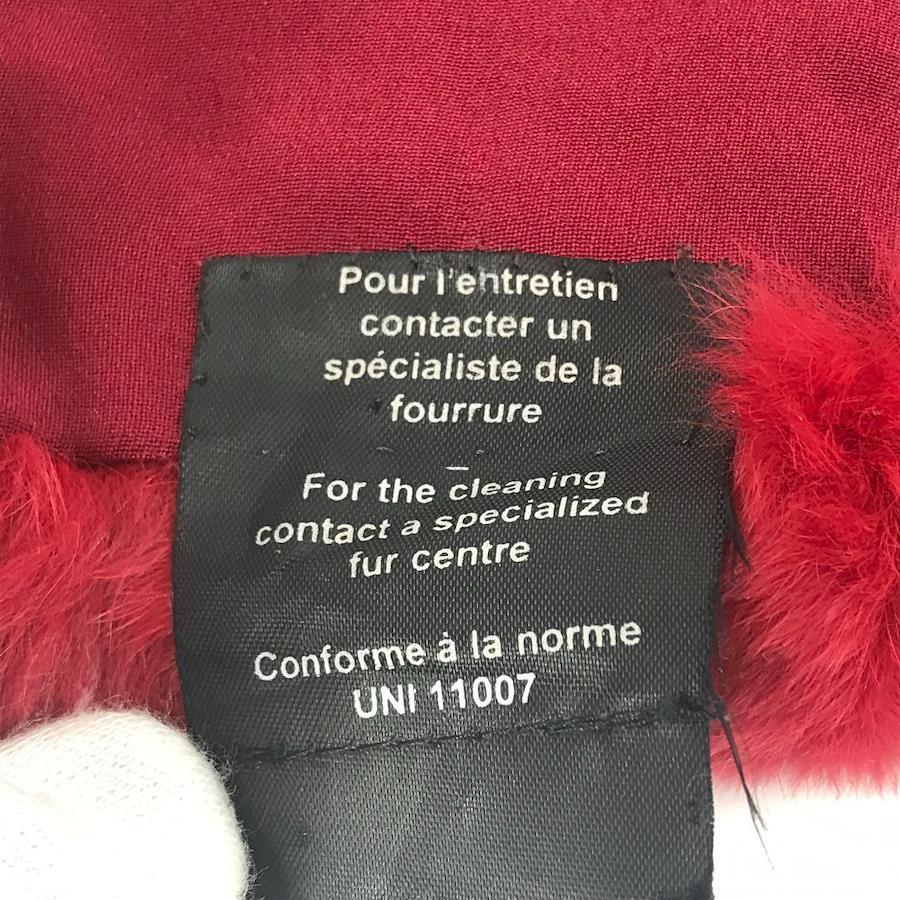 Pour l'entretien
contacter un
spécialiste de la
fourrure
For the cleaning
contact a specialized
fur centre
Conforme à la norme
UNI 11007